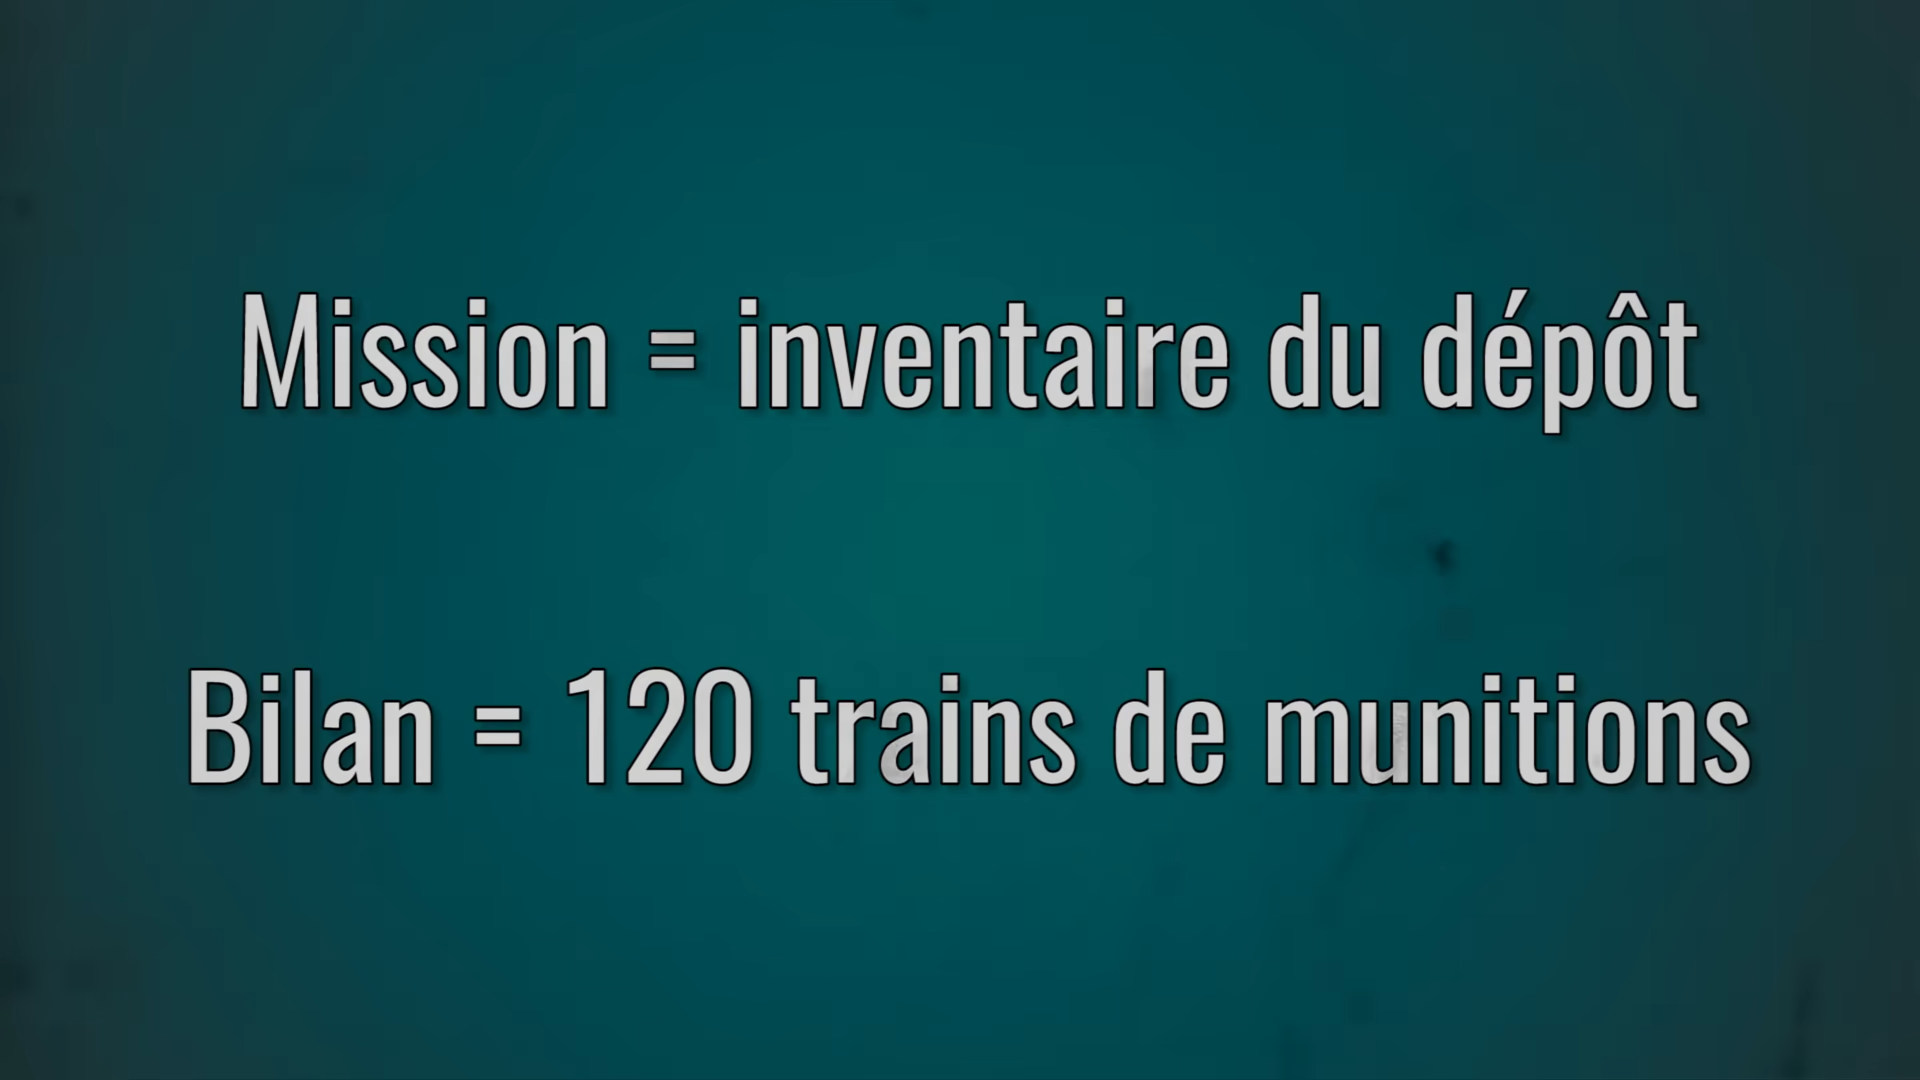 Mission = inventaire du dépôt
Bilan = 120 trains de munitions